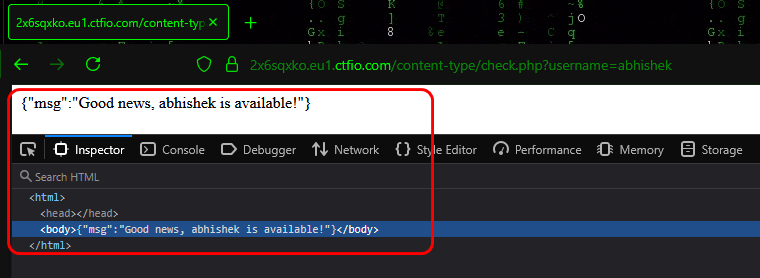 2x6sqxko.eu1.ctfio.com/content-typ
2x6sqxko.eu1.ctfio.com/content-type/check.php?username=abhishek
{"msg":"Good news, abhishek is available!"}
Inspector Console Debugger Network Style Editor Performance Memory Storage
Search HTML
<html>
<head></head>
<body>{"msg":"Good news, abhishek is available!"}</body>
</html>